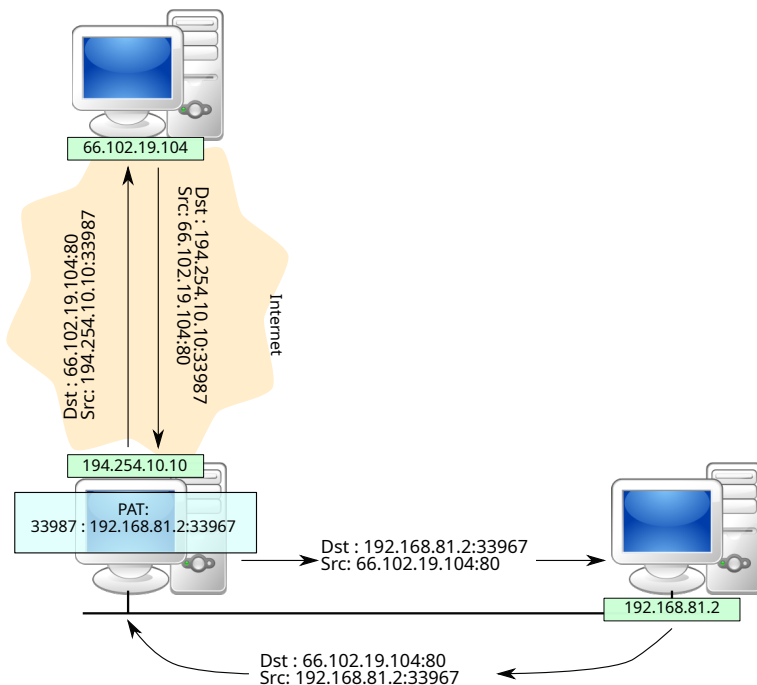 66.102.19.104
Dst : 66.102.19.104:80
Src: 194.254.10.10:33987
Dst : 194.254.10.10:33987
Src: 66.102.19.104:80
Internet
194.254.10.10
PAT:
33987 : 192.168.81.2:33967
Dst : 192.168.81.2:33967
Src: 66.102.19.104:80
192.168.81.2
Dst : 66.102.19.104:80
Src: 192.168.81.2:33967